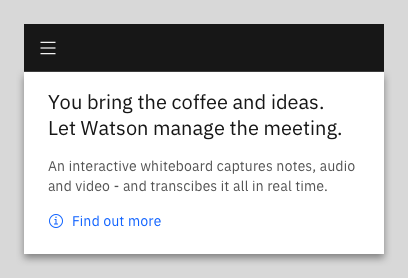 You bring the coffee and ideas.
Let Watson manage the meeting.
An interactive whiteboard captures notes, audio
and video - and transcibes it all in real time.
Find out more